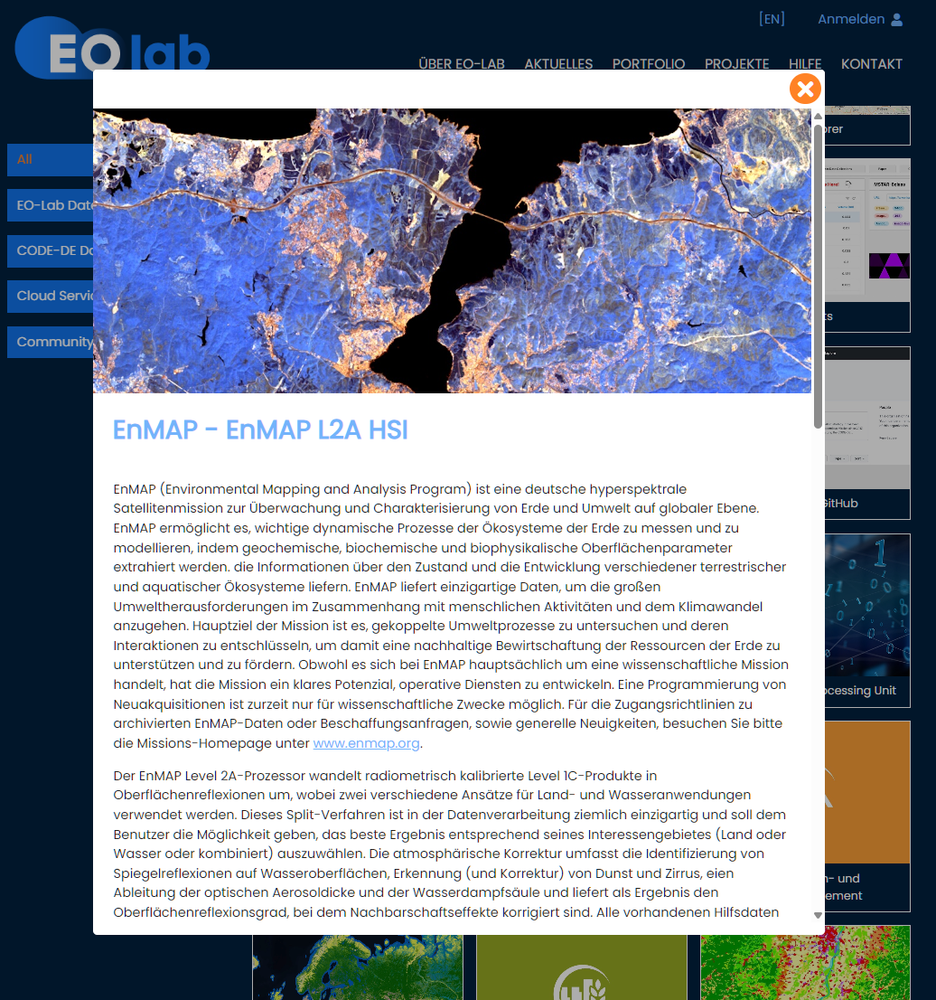 [EN] Anmelden
EO lab
ÜBER EO-LAB AKTUELLES PORTFOLIO PROJEKTE HILFE KONTAKT
All
EO-Lab Date
Cloud Servic
Community
EnMAP - EnMAP L2A HSI
EnMAP (Environmental Mapping and Analysis Program) ist eine deutsche hyperspektrale
Satellitenmission zur Überwachung und Charakterisierung von Erde und Umwelt auf globaler Ebene.
EnMAP ermöglicht es, wichtige dynamische Prozesse der Ökosysteme der Erde zu messen und zu
modellieren, indem geochemische, biochemische und biophysikalische Oberflächenparameter
extrahiert werden. die Informationen über den Zustand und die Entwicklung verschiedener terrestrischer
und aquatischer Ökosysteme liefern. EnMAP liefert einzigartige Daten, um die großen
Umweltherausforderungen im Zusammenhang mit menschlichen Aktivitäten und dem Klimawandel
anzugehen. Hauptziel der Mission ist es, gekoppelte Umweltprozesse zu untersuchen und deren
Interaktionen zu entschlüsseln, um damit eine nachhaltige Bewirtschaftung der Ressourcen der Erde zu
unterstützen und zu fördern. Obwohl es sich bei EnMAP hauptsächlich um eine wissenschaftliche Mission
handelt, hat die Mission ein klares Potenzial, operative Diensten zu entwickeln. Eine Programmierung von
Neuakquisitionen ist zurzeit nur für wissenschaftliche Zwecke möglich. Für die Zugangsrichtlinien zu
archivierten EnMAP-Daten oder Beschaffungsanfragen, sowie generelle Neuigkeiten, besuchen Sie bitte
die Missions-Homepage unter www.enmap.org.
Der EnMAP Level 2A-Prozessor wandelt radiometrisch kalibrierte Level 1C-Produkte in
Oberflächenreflexionen um, wobei zwei verschiedene Ansätze für Land- und Wasseranwendungen
verwendet werden. Dieses Split-Verfahren ist in der Datenverarbeitung ziemlich einzigartig und soll dem
Benutzer die Möglichkeit geben, das beste Ergebnis entsprechend seines Interessengebietes (Land oder
Wasser oder kombiniert) auszuwählen. Die atmosphärische Korrektur umfasst die Identifizierung von
Spiegelreflexionen auf Wasseroberflächen, Erkennung (und Korrektur) von Dunst und Zirrus, eien
Ableitung der optischen Aerosoldicke und der Wasserdampfsäule und liefert als Ergebnis den
Oberflächenreflexionsgrad, bei dem Nachbarschaftseffekte korrigiert sind. Alle vorhandenen Hilfsdaten
orer
MSTAR
ts
GitHub
ocessing Unit
n- und
ement